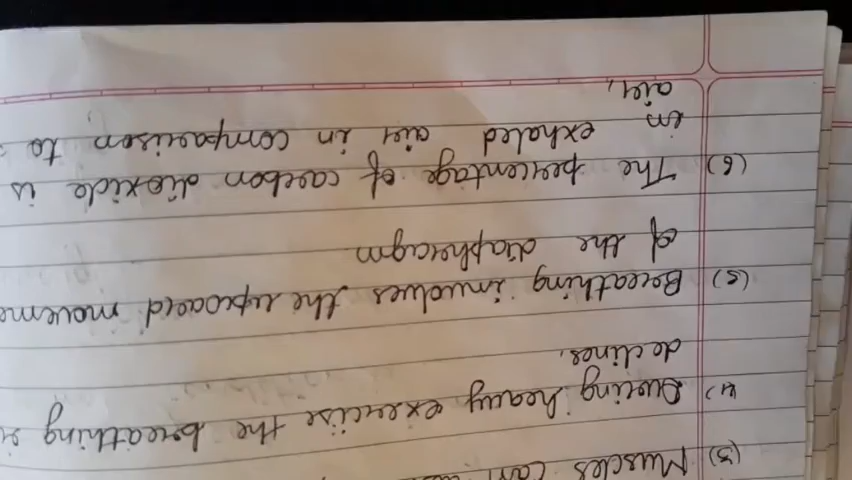 (3) Muscles can
4) During heavy exercise the breathing
declines.
(5) Breathing involves the upward
of the diaphragm
(6) The percentage of carbon dioxide is
in exhaled air in comparison to
air,